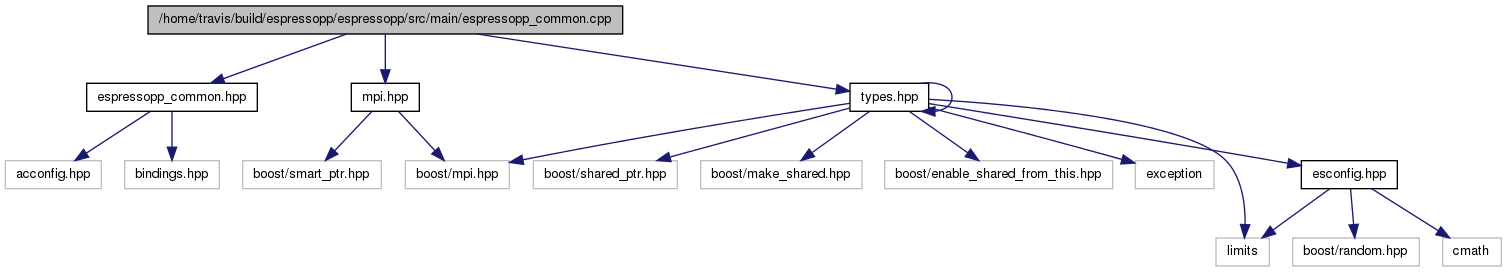 /home/travis/build/espressopp/espressopp/src/main/espressopp_common.cpp
espressopp_common.hpp
mpi.hpp
types.hpp
acconfig.hpp
bindings.hpp
boost/smart_ptr.hpp
boost/mpi.hpp
boost/shared_ptr.hpp
boost/make_shared.hpp
boost/enable_shared_from_this.hpp
exception
esconfig.hpp
limits
boost/random.hpp
cmath